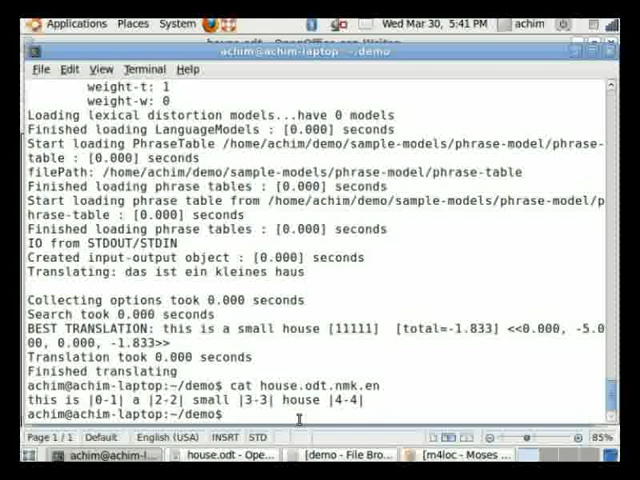 Applications Places System Wed Mar 30, 5:41 PM achim
achim@achim-laptop: ~/demo
File Edit View Terminal Help
weight-t: 1
weight-w: 0
Loading lexical distortion models...have 0 models
Finished loading LanguageModels : [0.000] seconds
Start loading PhraseTable /home/achim/demo/sample-models/phrase-model/phrase-
table : [0.000] seconds
filePath: /home/achim/demo/sample-models/phrase-model/phrase-table
Finished loading phrase tables : [0.000] seconds
Start loading phrase table from /home/achim/demo/sample-models/phrase-model/p
hrase-table : [0.000] seconds
Finished loading phrase tables : [0.000] seconds
IO from STDOUT/STDIN
Created input-output object : [0.000] seconds
Translating: das ist ein kleines haus
Collecting options took 0.000 seconds
Search took 0.000 seconds
BEST TRANSLATION: this is a small house [11111] [total=-1.833] <<0.000, -5.0
00, 0.000, -1.833>>
Translation took 0.000 seconds
Finished translating
achim@achim-laptop:~/demo$ cat house.odt.nmk.en
this is |0-1| a |2-2| small |3-3| house |4-4|
achim@achim-laptop:~/demo$
Page 1 / 1 Default English (USA) INSRT STD 85%
achim@achim-l... house.odt - Ope... [demo - File Bro... [m4loc - Moses ...